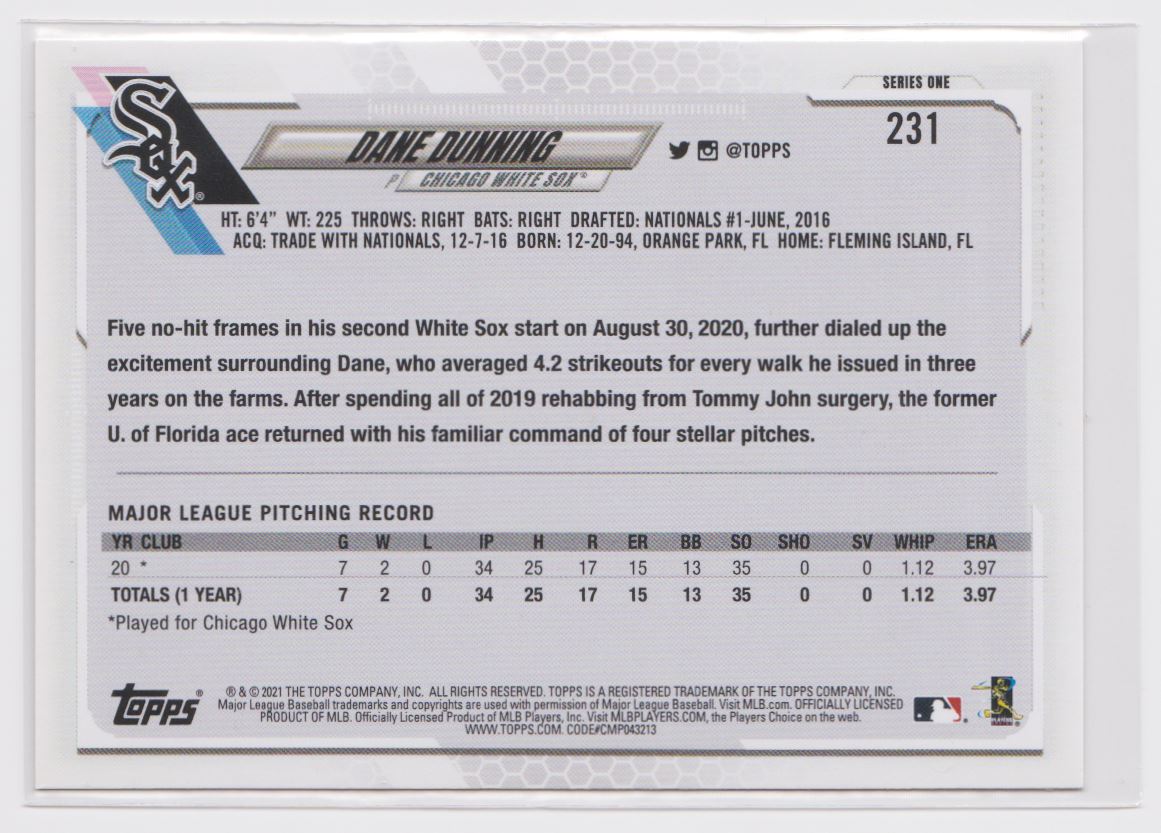 SERIES ONE
231
Sox®
DANE DUNNING
@TOPPS
P CHICAGO WHITE SOX®
HT: 6'4" WT: 225 THROWS: RIGHT BATS: RIGHT DRAFTED: NATIONALS #1-JUNE, 2016
ACQ: TRADE WITH NATIONALS, 12-7-16 BORN: 12-20-94, ORANGE PARK, FL HOME: FLEMING ISLAND, FL
Five no-hit frames in his second White Sox start on August 30, 2020, further dialed up the
excitement surrounding Dane, who averaged 4.2 strikeouts for every walk he issued in three
years on the farms. After spending all of 2019 rehabbing from Tommy John surgery, the former
U. of Florida ace returned with his familiar command of four stellar pitches.
MAJOR LEAGUE PITCHING RECORD
YR CLUB G W L IP H R ER BB SO SHO SV WHIP ERA
20 * 7 2 0 34 25 17 15 13 35 0 0 1.12 3.97
TOTALS (1 YEAR) 7 2 0 34 25 17 15 13 35 0 0 1.12 3.97
*Played for Chicago White Sox
Topps®
® & © 2021 THE TOPPS COMPANY, INC. ALL RIGHTS RESERVED. TOPPS IS A REGISTERED TRADEMARK OF THE TOPPS COMPANY, INC.
Major League Baseball trademarks and copyrights are used with permission of Major League Baseball. Visit MLB.com. OFFICIALLY LICENSED
PRODUCT OF MLB. Officially Licensed Product of MLB Players, Inc. Visit MLBPLAYERS.COM, the Players Choice on the web.
WWW.TOPPS.COM. CODE#CMP043213
PLAYERS